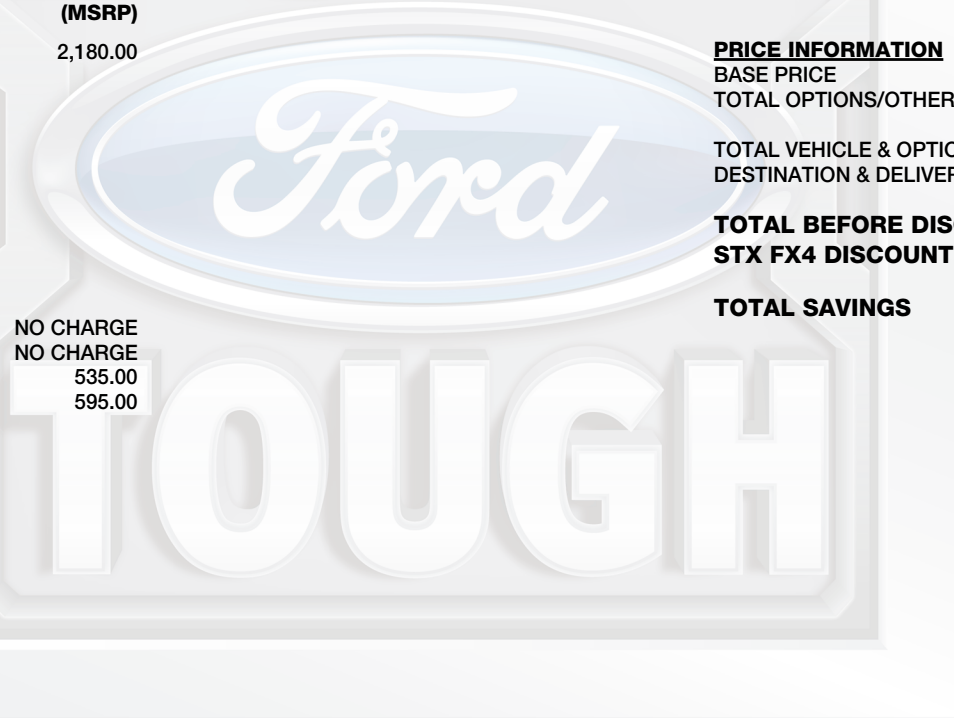 (MSRP)
2,180.00
NO CHARGE
NO CHARGE
535.00
595.00
PRICE INFORMATION
BASE PRICE
TOTAL OPTIONS/OTHER
TOTAL VEHICLE & OPTIO
DESTINATION & DELIVER
TOTAL BEFORE DIS
STX FX4 DISCOUNT
TOTAL SAVINGS
Ford
TOUGH